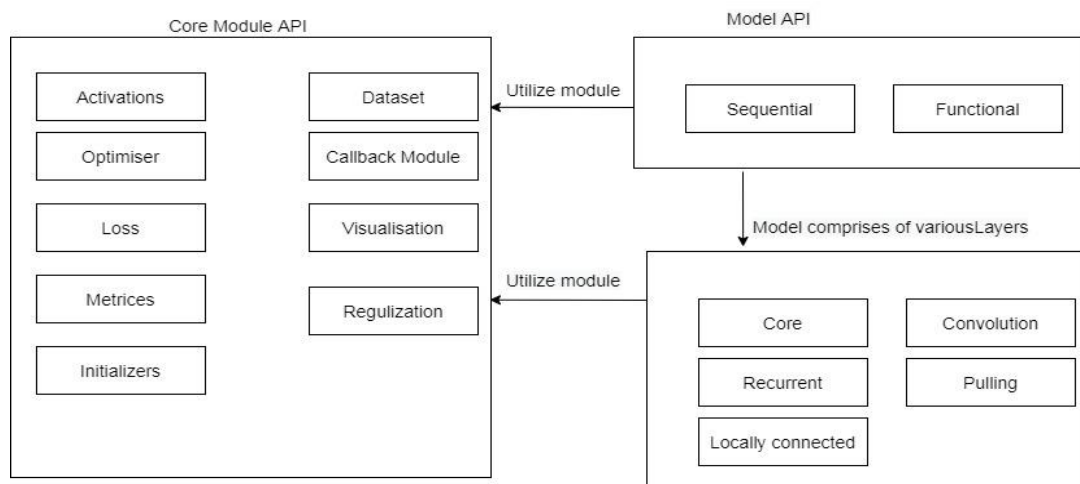 Core Module API
Activations
Dataset
Optimiser
Callback Module
Loss
Visualisation
Metrices
Regulization
Initializers
Utilize module
Utilize module
Model API
Sequential
Functional
Model comprises of variousLayers
Core
Convolution
Recurrent
Pulling
Locally connected